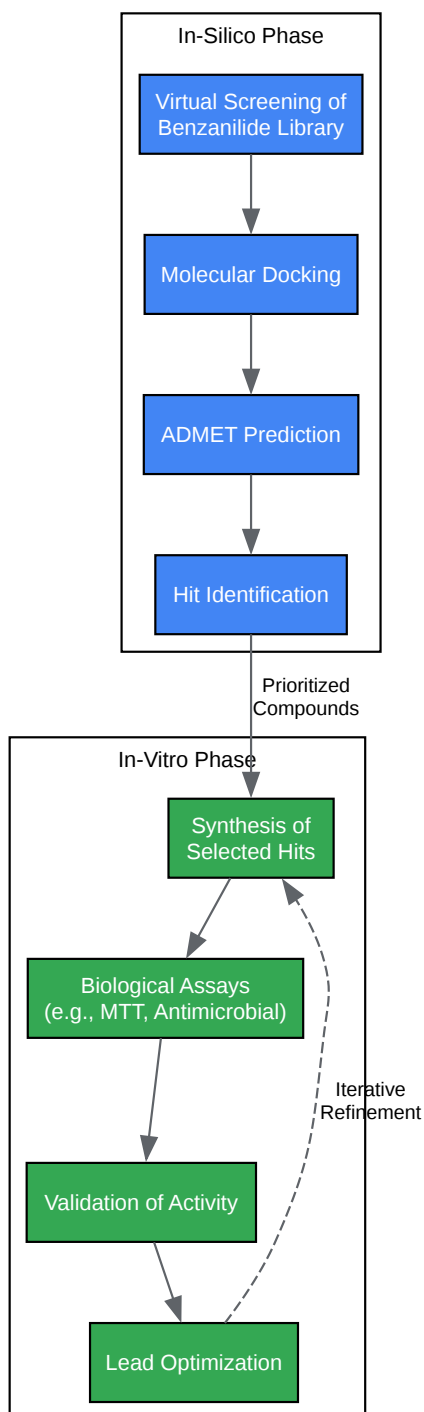 In-Silico Phase
Virtual Screening of
Benzanilide Library
Molecular Docking
ADMET Prediction
Hit Identification
Prioritized
Compounds
In-Vitro Phase
Synthesis of
Selected Hits
Biological Assays
(e.g., MTT, Antimicrobial)
Iterative
Refinement
Validation of Activity
Lead Optimization